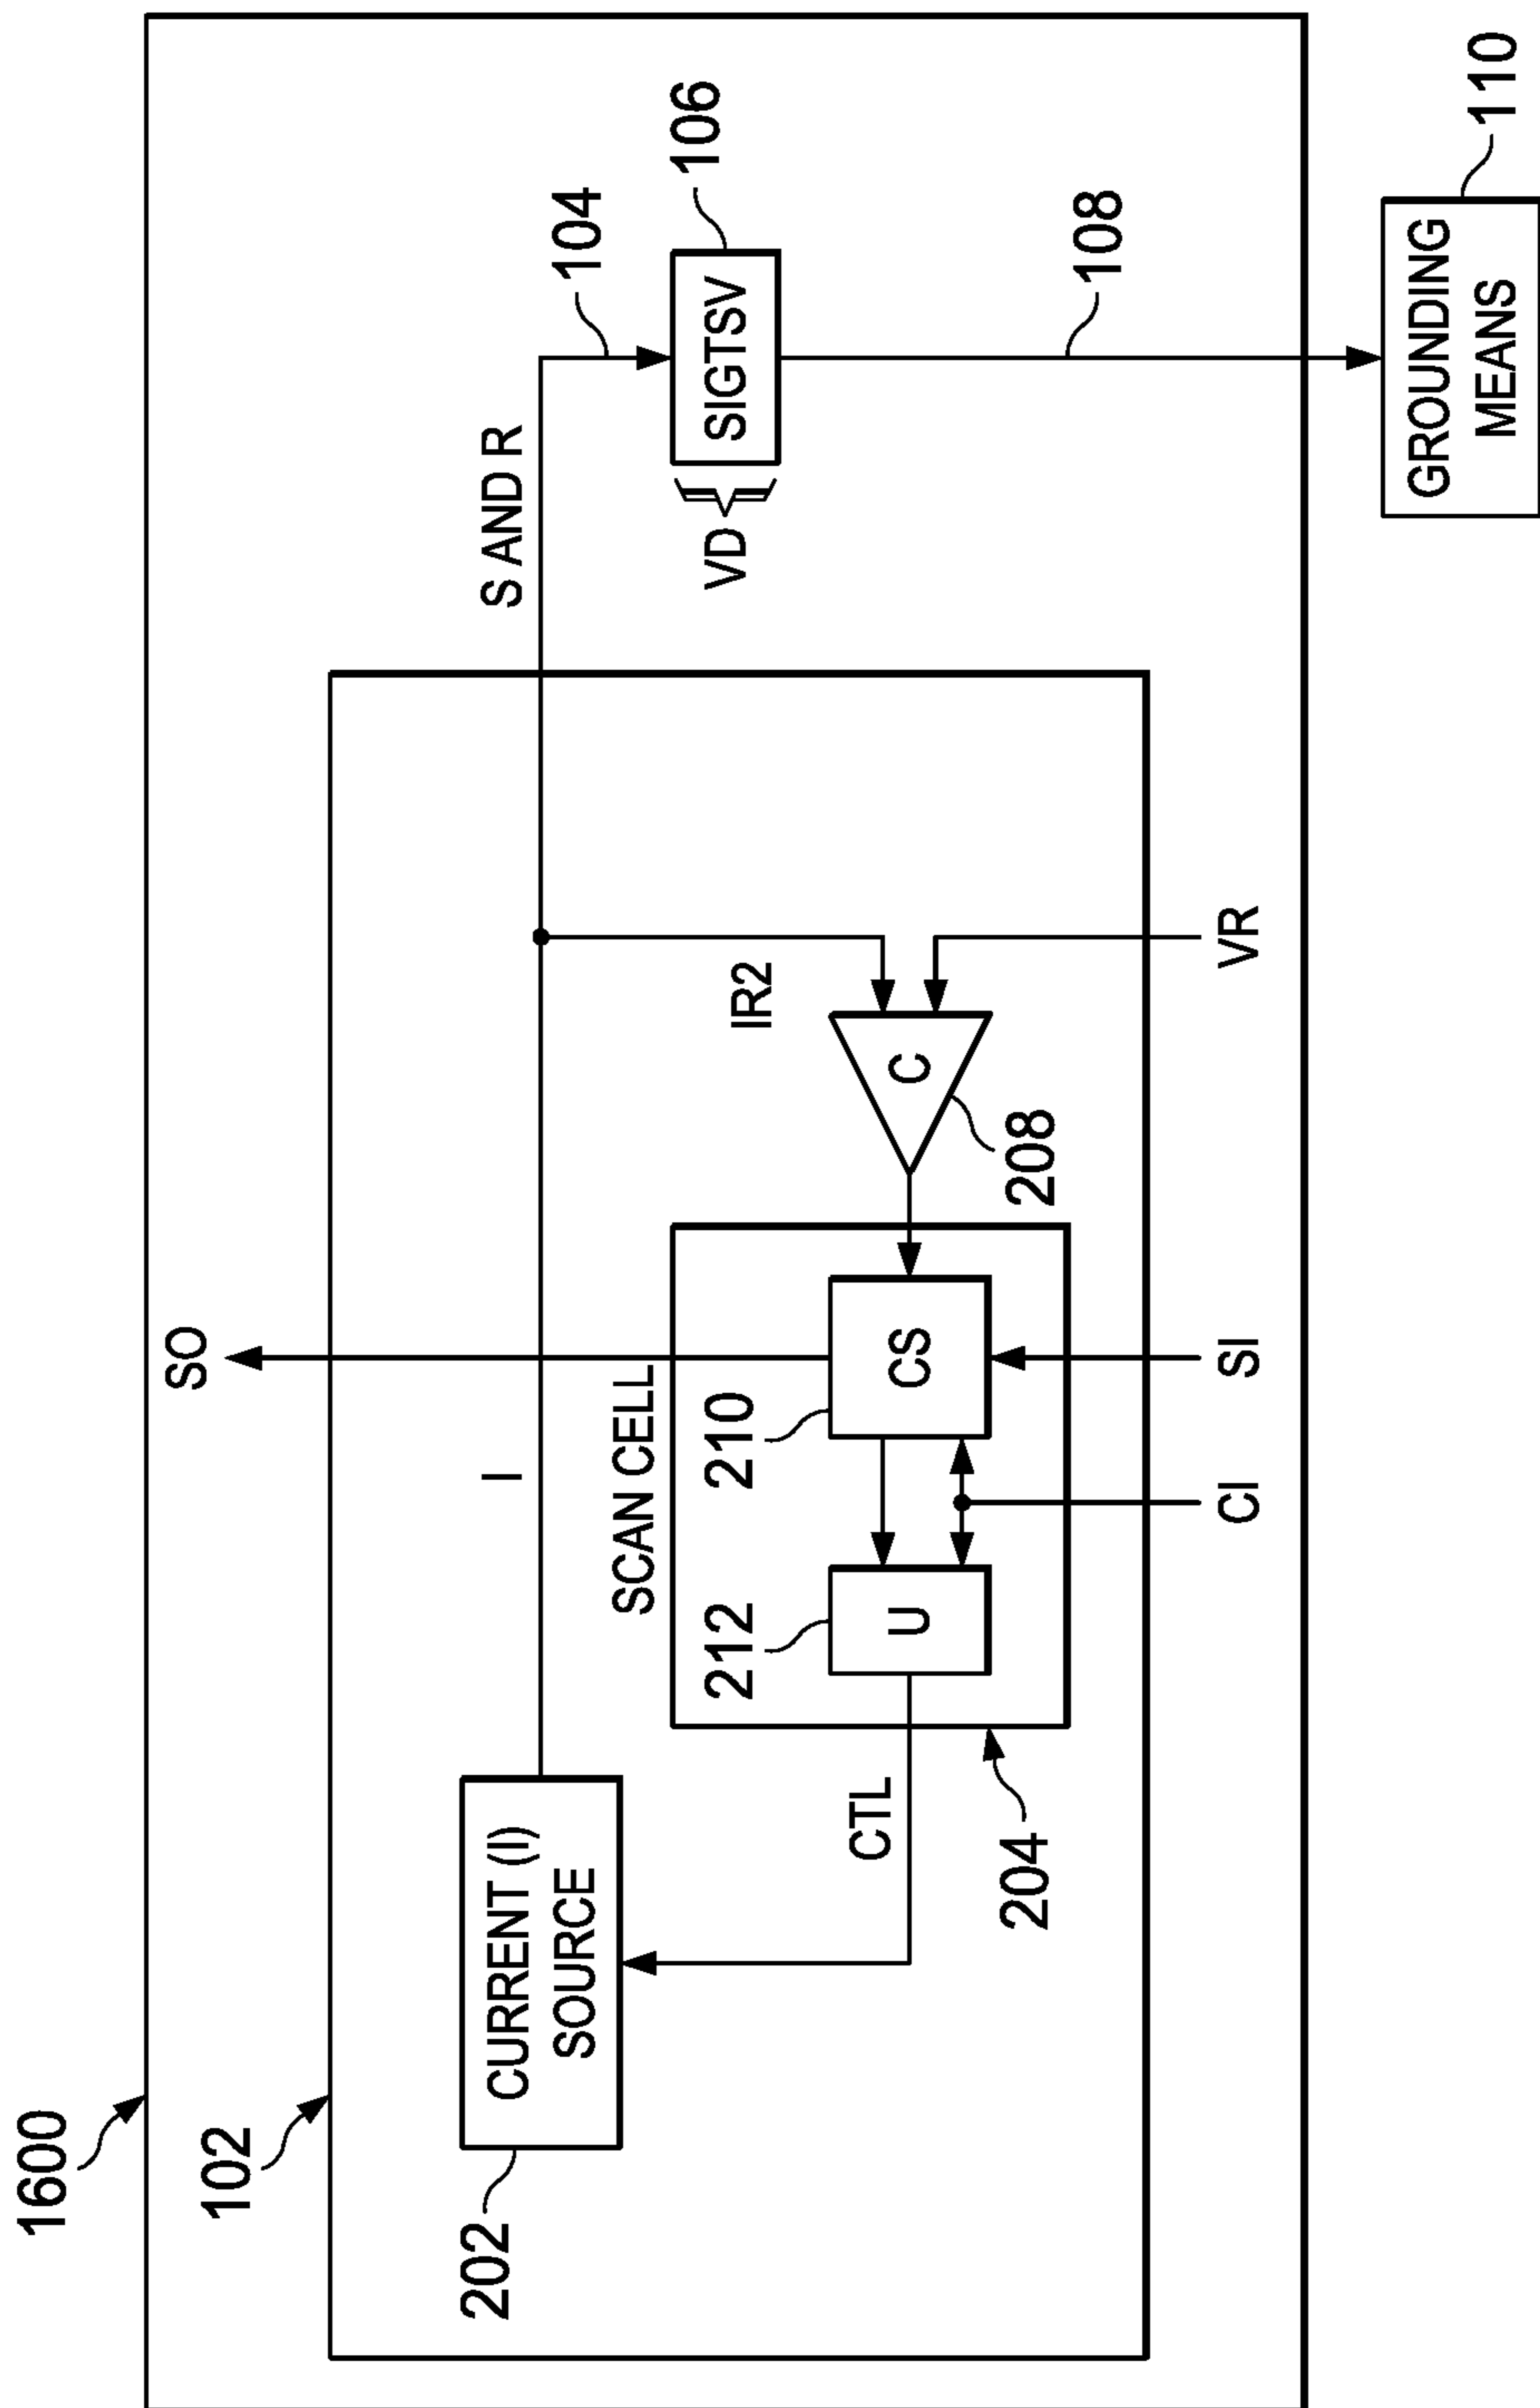 1600
102
SO
202
CURRENT (I)
SOURCE
I
S AND R
104
SCAN CELL
212
210
IR2
VD
SIGTSV
106
CTL
U
CS
C
204
208
108
CI
SI
VR
GROUNDING
MEANS
110